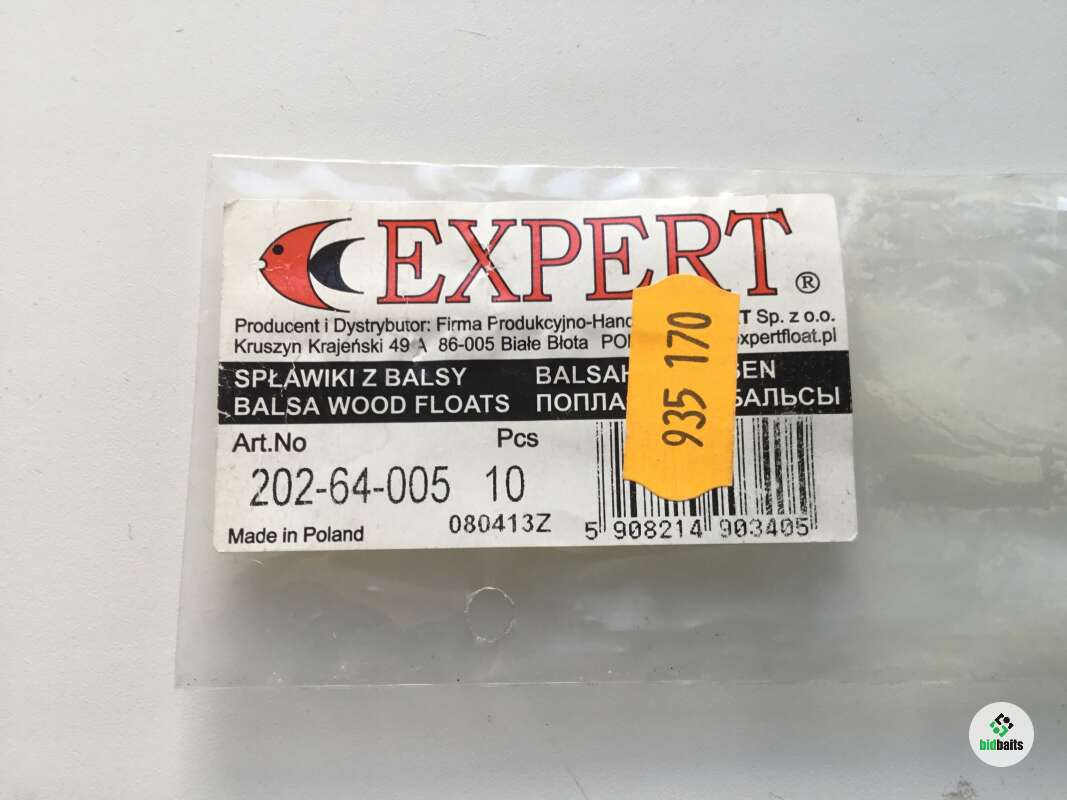 EXPERT ®
Producent i Dystrybutor: Firma Produkcyjno-Hand T Sp. z o.o.
Kruszyn Krajeński 49 A 86-005 Białe Błota PO expertfloat.pl
SPŁAWIKI Z BALSY BALSAH SEN
BALSA WOOD FLOATS ПОПЛА БАЛЬСЫ
935 170
Art.No Pcs
202-64-005 10
080413Z
Made in Poland
5 908214 903405
bidbaits